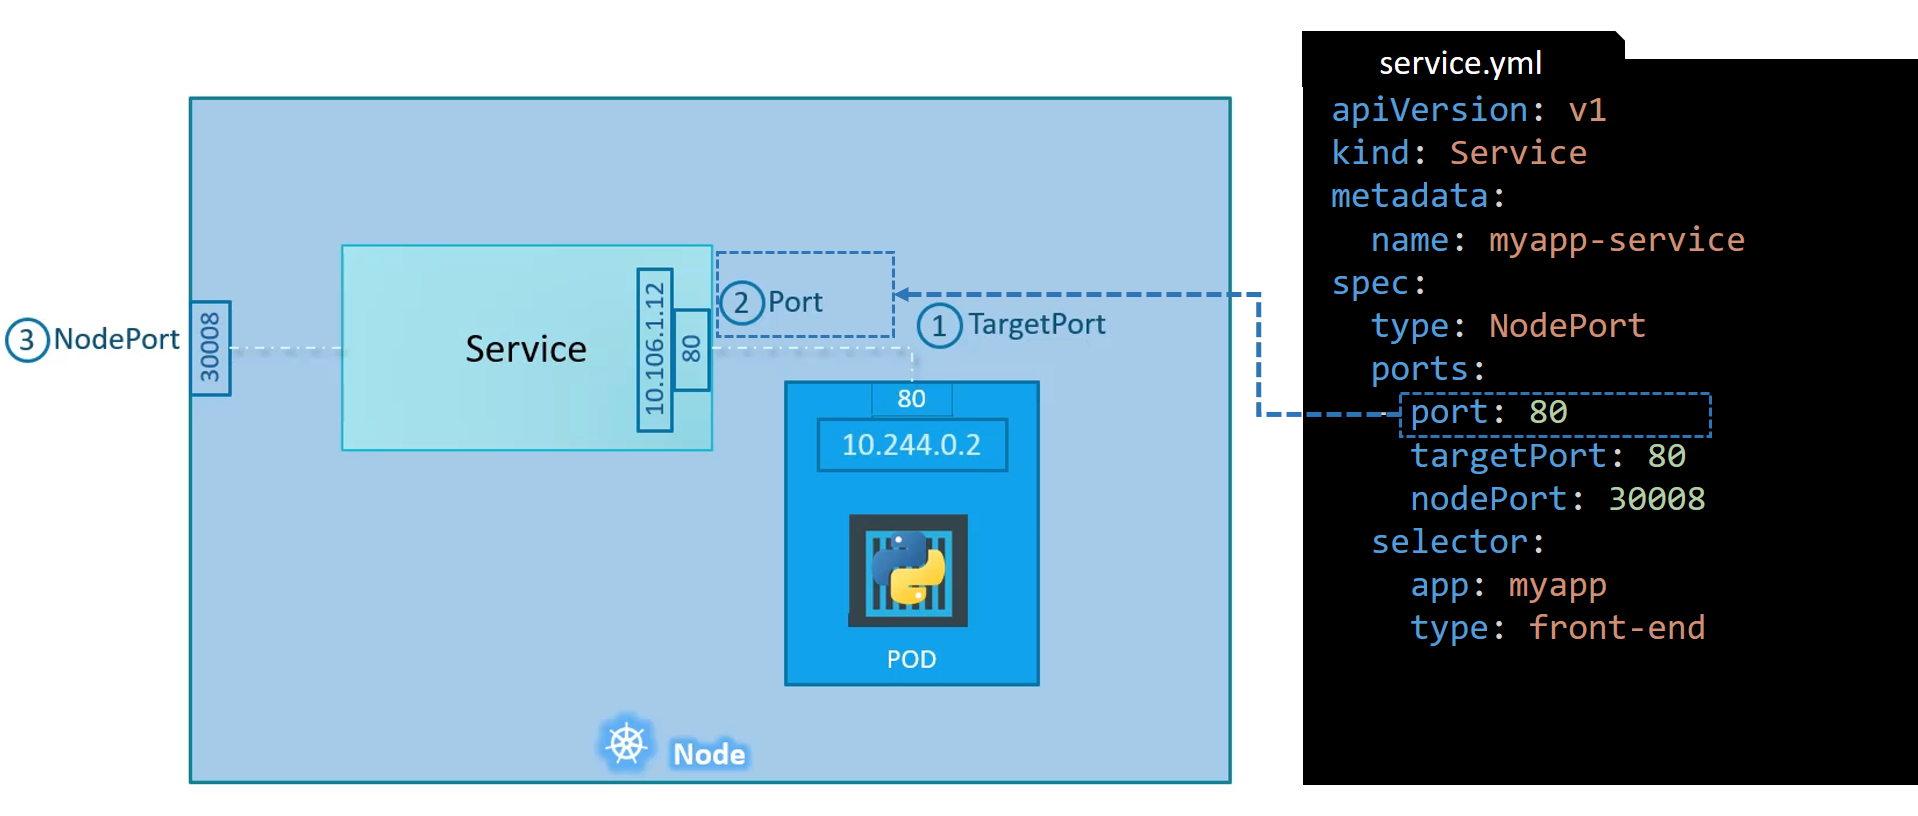 3 NodePort
30008
Service
10.106.1.12
80
2 Port
1 TargetPort
80
10.244.0.2
POD
Node
service.yml
apiVersion: v1
kind: Service
metadata:
  name: myapp-service
spec:
  type: NodePort
  ports:
  - port: 80
    targetPort: 80
    nodePort: 30008
  selector:
    app: myapp
    type: front-end